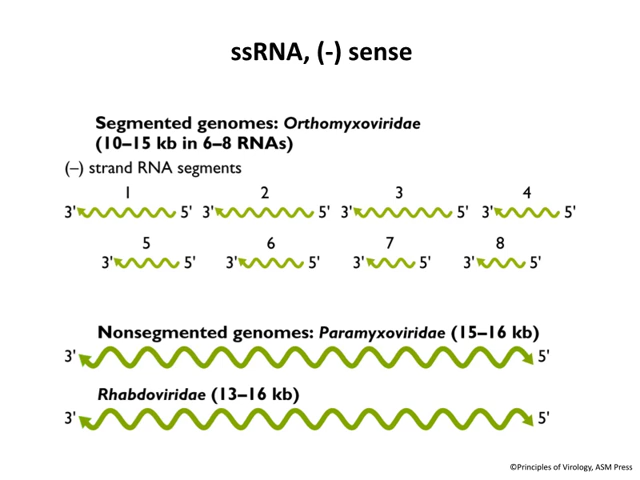 ssRNA, (-) sense
Segmented genomes: Orthomyxoviridae
(10–15 kb in 6–8 RNAs)
(–) strand RNA segments
1 2 3 4
3' 5' 3' 5' 3' 5' 3' 5'
5 6 7 8
3' 5' 3' 5' 3' 5' 3' 5'
Nonsegmented genomes: Paramyxoviridae (15–16 kb)
3' 5'
Rhabdoviridae (13–16 kb)
3' 5'
©Principles of Virology, ASM Press